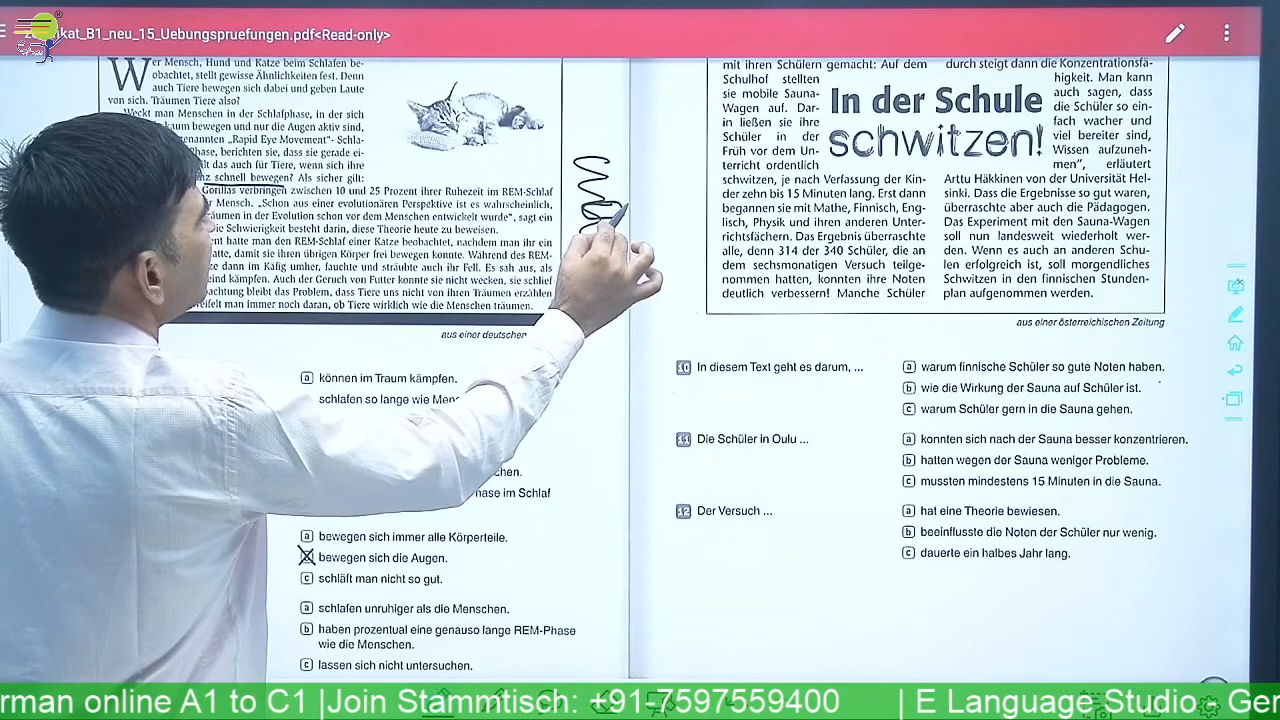 kat_B1_neu_15_Uebungspruefungen.pdf<Read-only>
Wer Mensch, Hund und Katze beim Schlafen be-
obachtet, stellt gewisse Ähnlichkeiten fest. Denn
auch Tiere bewegen sich dabei und geben Laute
von sich. Träumen Tiere also?
Weckt man Menschen in der Schlafphase, in der sich
kaum bewegen und nur die Augen aktiv sind,
genannten „Rapid Eye Movement“- Schla-
hase, berichten sie, dass sie gerade ei-
lt das auch für Tiere, wenn sich ihre
nz schnell bewegen? Als sicher gilt:
Gorillas verbringen zwischen 10 und 25 Prozent ihrer Ruhezeit im REM-Schlaf
r Mensch. „Schon aus einer evolutionären Perspektive ist es wahrscheinlich,
räumen in der Evolution schon vor dem Menschen entwickelt wurde“, sagt ein
ie Schwierigkeit besteht darin, diese Theorie heute zu beweisen.
ent hatte man den REM-Schlaf einer Katze beobachtet, nachdem man ihr ein
atte, damit sie ihren übrigen Körper frei bewegen konnte. Während des REM-
ze dann im Käfig umher, fauchte und sträubte auch ihr Fell. Es sah aus, als
eind kämpfen. Auch der Geruch von Futter konnte sie nicht wecken, sie schlief
achtung bleibt das Problem, dass Tiere uns nicht von ihren Träumen erzählen
eifelt man immer noch daran, ob Tiere wirklich wie die Menschen träumen.
aus einer deutschen
a können im Traum kämpfen.
schlafen so lange wie Mens
chen.
hase im Schlaf
a bewegen sich immer alle Körperteile.
bewegen sich die Augen.
c schläft man nicht so gut.
a schlafen unruhiger als die Menschen.
b haben prozentual eine genauso lange REM-Phase
wie die Menschen.
c lassen sich nicht untersuchen.
mit ihren Schülern gemacht: Auf dem
Schulhof stellten
sie mobile Sauna-
Wagen auf. Dar-
in ließen sie ihre
Schüler in der
Früh vor dem Un-
terricht ordentlich
schwitzen, je nach Verfassung der Kin-
der zehn bis 15 Minuten lang. Erst dann
begannen sie mit Mathe, Finnisch, Eng-
lisch, Physik und ihren anderen Unter-
richtsfächern. Das Ergebnis überraschte
alle, denn 314 der 340 Schüler, die an
dem sechsmonatigen Versuch teilge-
nommen hatten, konnten ihre Noten
deutlich verbessern! Manche Schüler
In der Schule
schwitzen!
durch steigt dann die Konzentrationsfä-
higkeit. Man kann
auch sagen, dass
die Schüler so ein-
fach wacher und
viel bereiter sind,
Wissen aufzuneh-
men”, erläutert
Arttu Häkkinen von der Universität Hel-
sinki. Dass die Ergebnisse so gut waren,
überraschte aber auch die Pädagogen.
Das Experiment mit den Sauna-Wagen
soll nun landesweit wiederholt wer-
den. Wenn es auch an anderen Schu-
len erfolgreich ist, soll morgendliches
Schwitzen in den finnischen Stunden-
plan aufgenommen werden.
aus einer österreichischen Zeitung
10 In diesem Text geht es darum, ...
a warum finnische Schüler so gute Noten haben.
b wie die Wirkung der Sauna auf Schüler ist.
c warum Schüler gern in die Sauna gehen.
11 Die Schüler in Oulu ...
a konnten sich nach der Sauna besser konzentrieren.
b hatten wegen der Sauna weniger Probleme.
c mussten mindestens 15 Minuten in die Sauna.
12 Der Versuch ...
a hat eine Theorie bewiesen.
b beeinflusste die Noten der Schüler nur wenig.
c dauerte ein halbes Jahr lang.
rman online A1 to C1 |Join Stammtisch: +91-7597559400 | E Language Studio - Ger